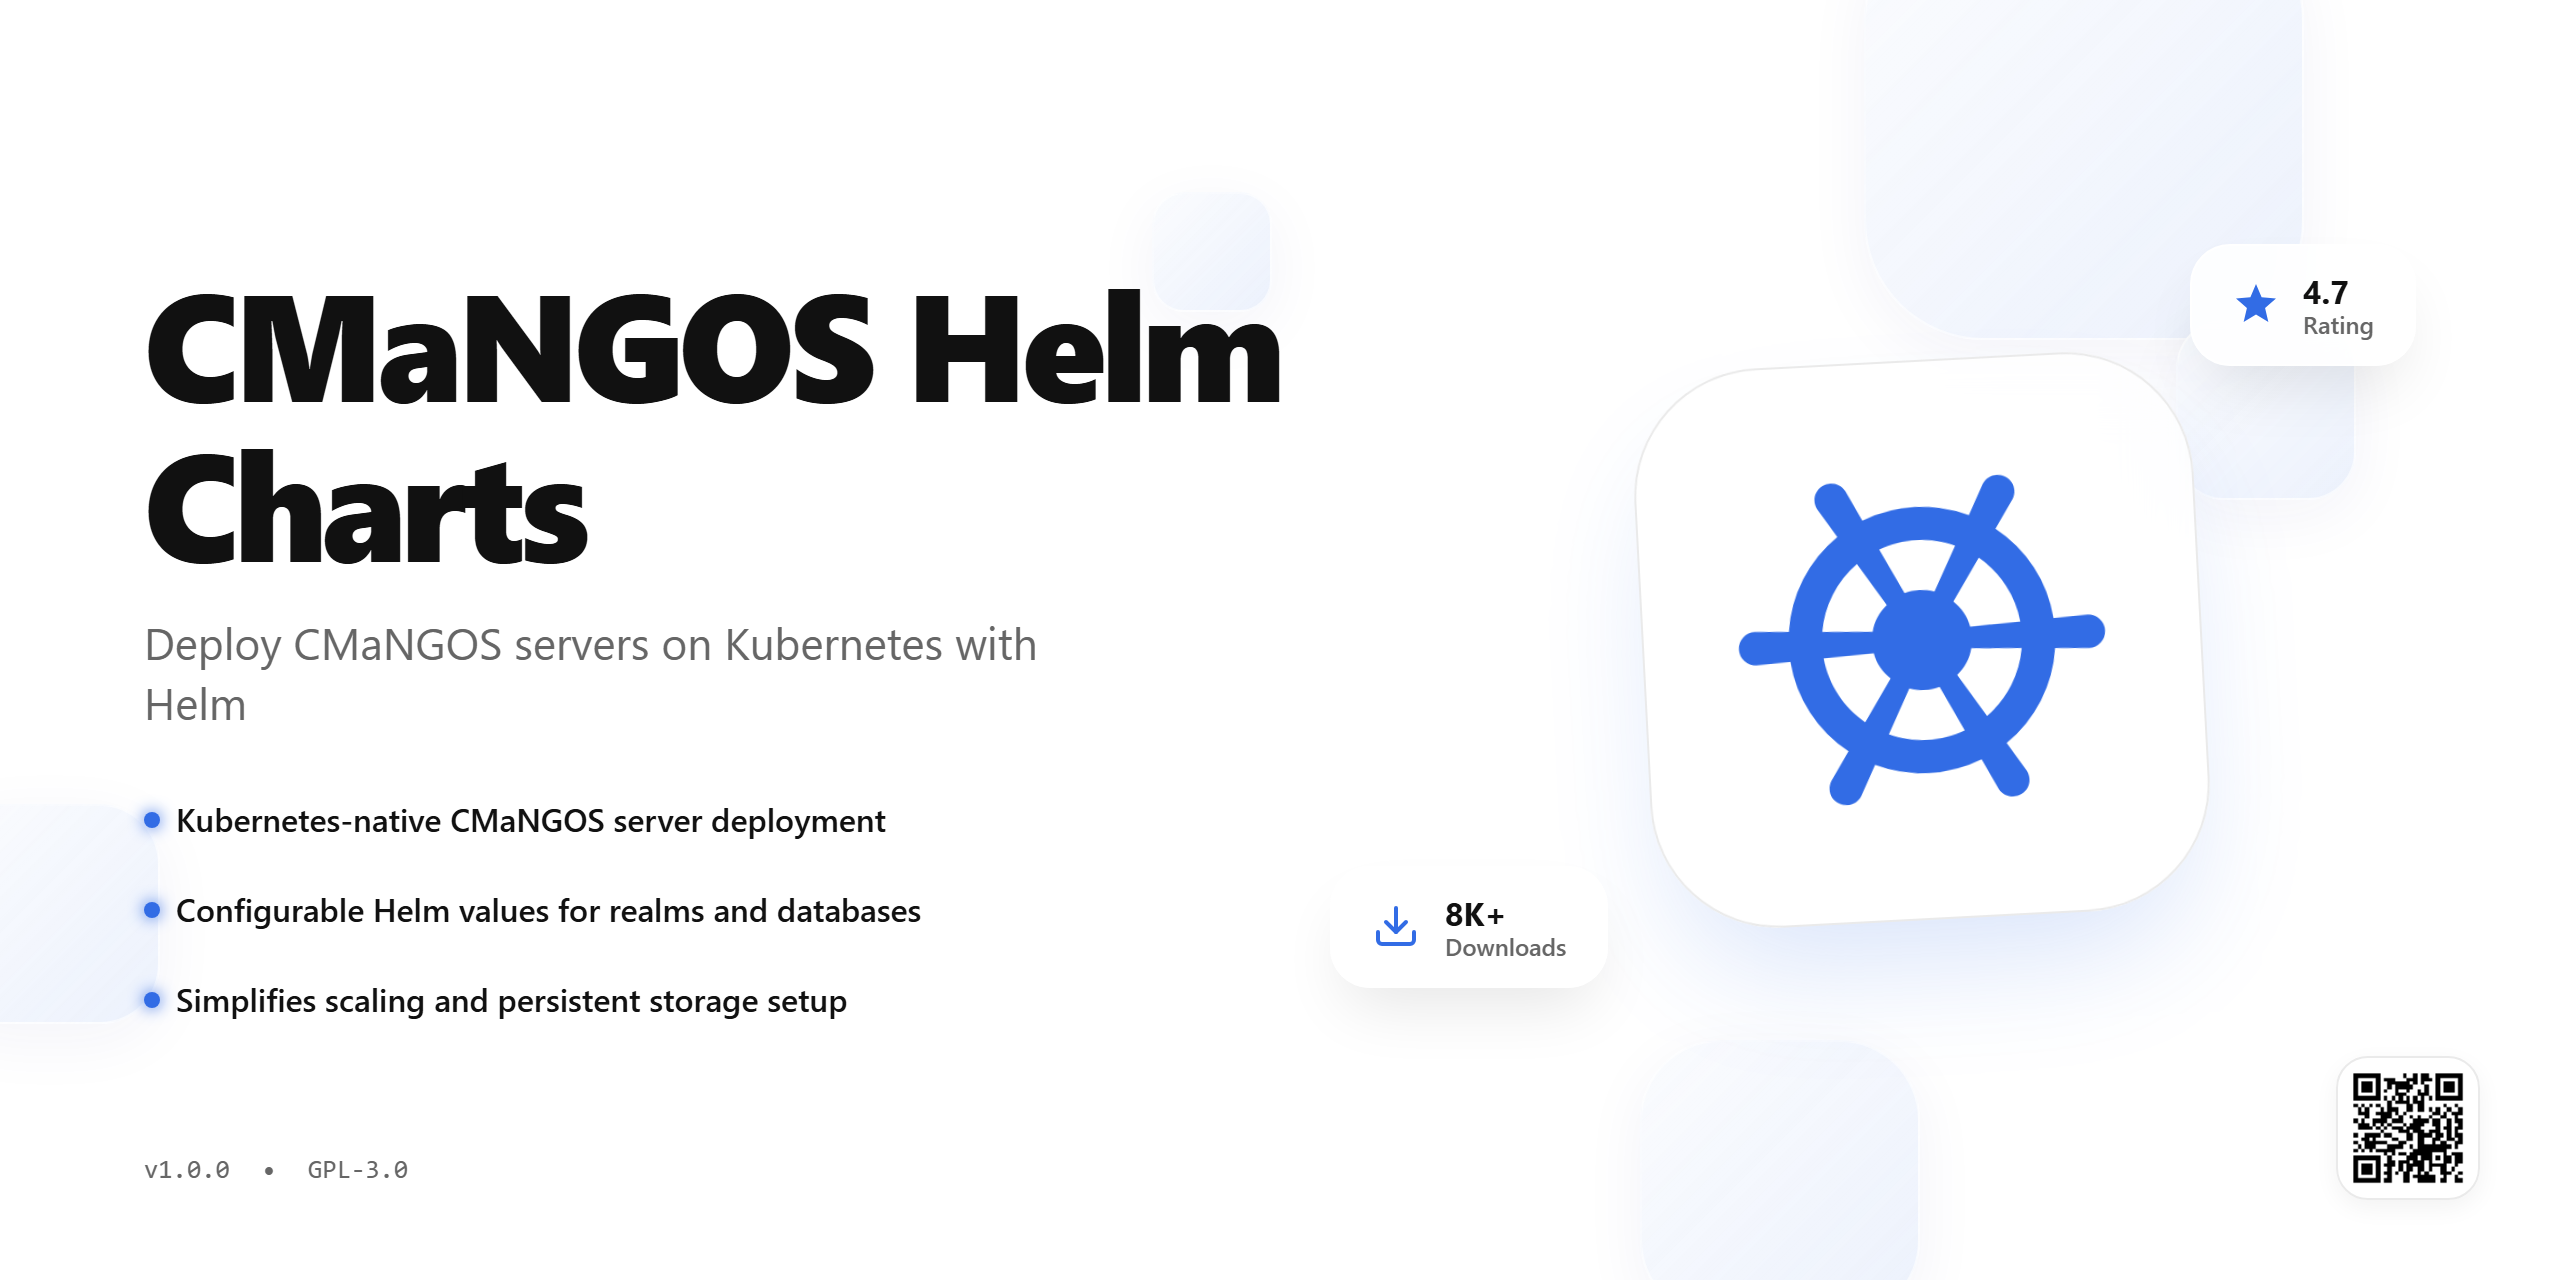 CMaNGOS Helm
Charts
Deploy CMaNGOS servers on Kubernetes with
Helm
Kubernetes-native CMaNGOS server deployment
Configurable Helm values for realms and databases
Simplifies scaling and persistent storage setup
v1.0.0 • GPL-3.0
4.7
Rating
8K+
Downloads